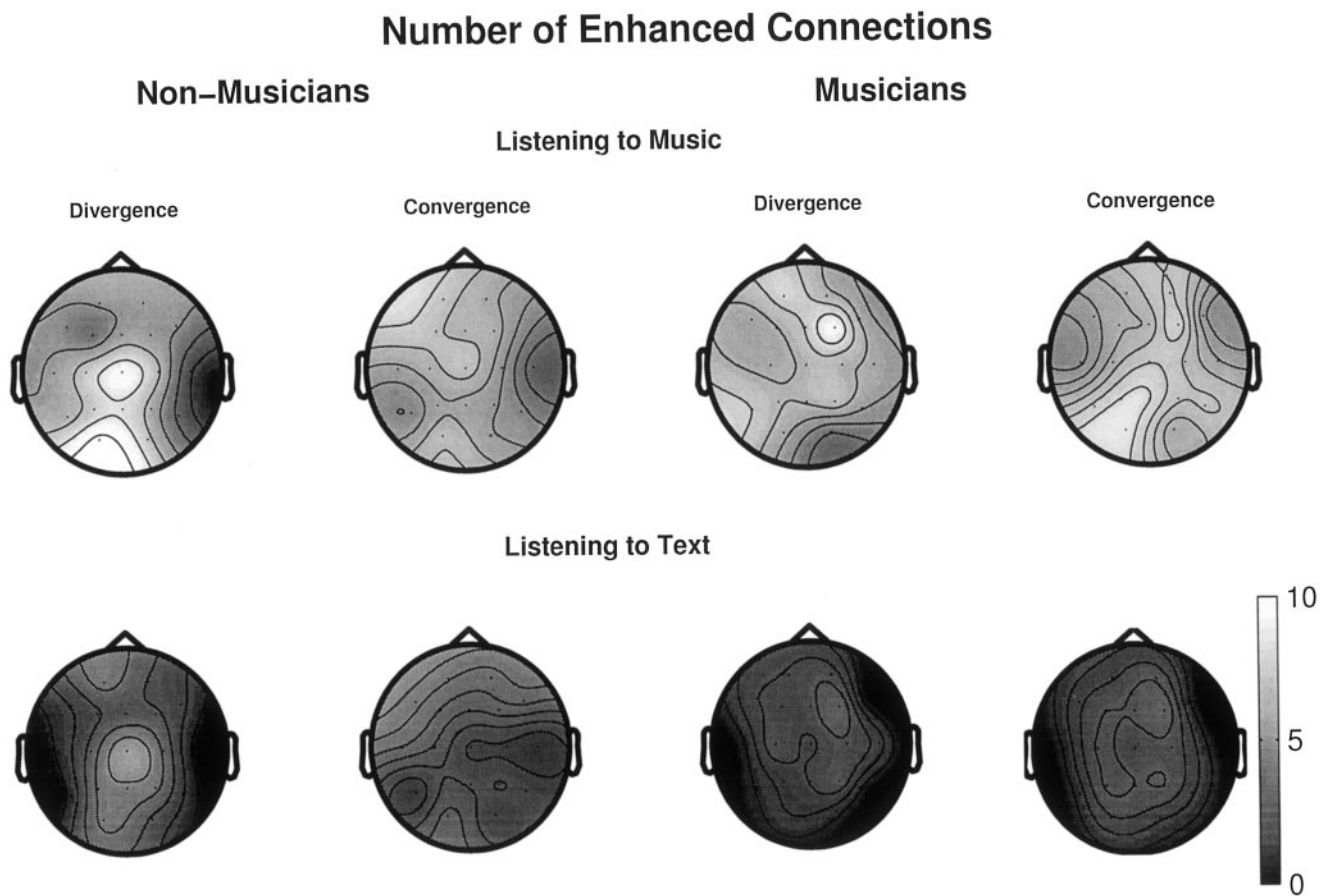 Number of Enhanced Connections
Non-Musicians Musicians
Listening to Music
Divergence Convergence Divergence Convergence
Listening to Text
10
5
0